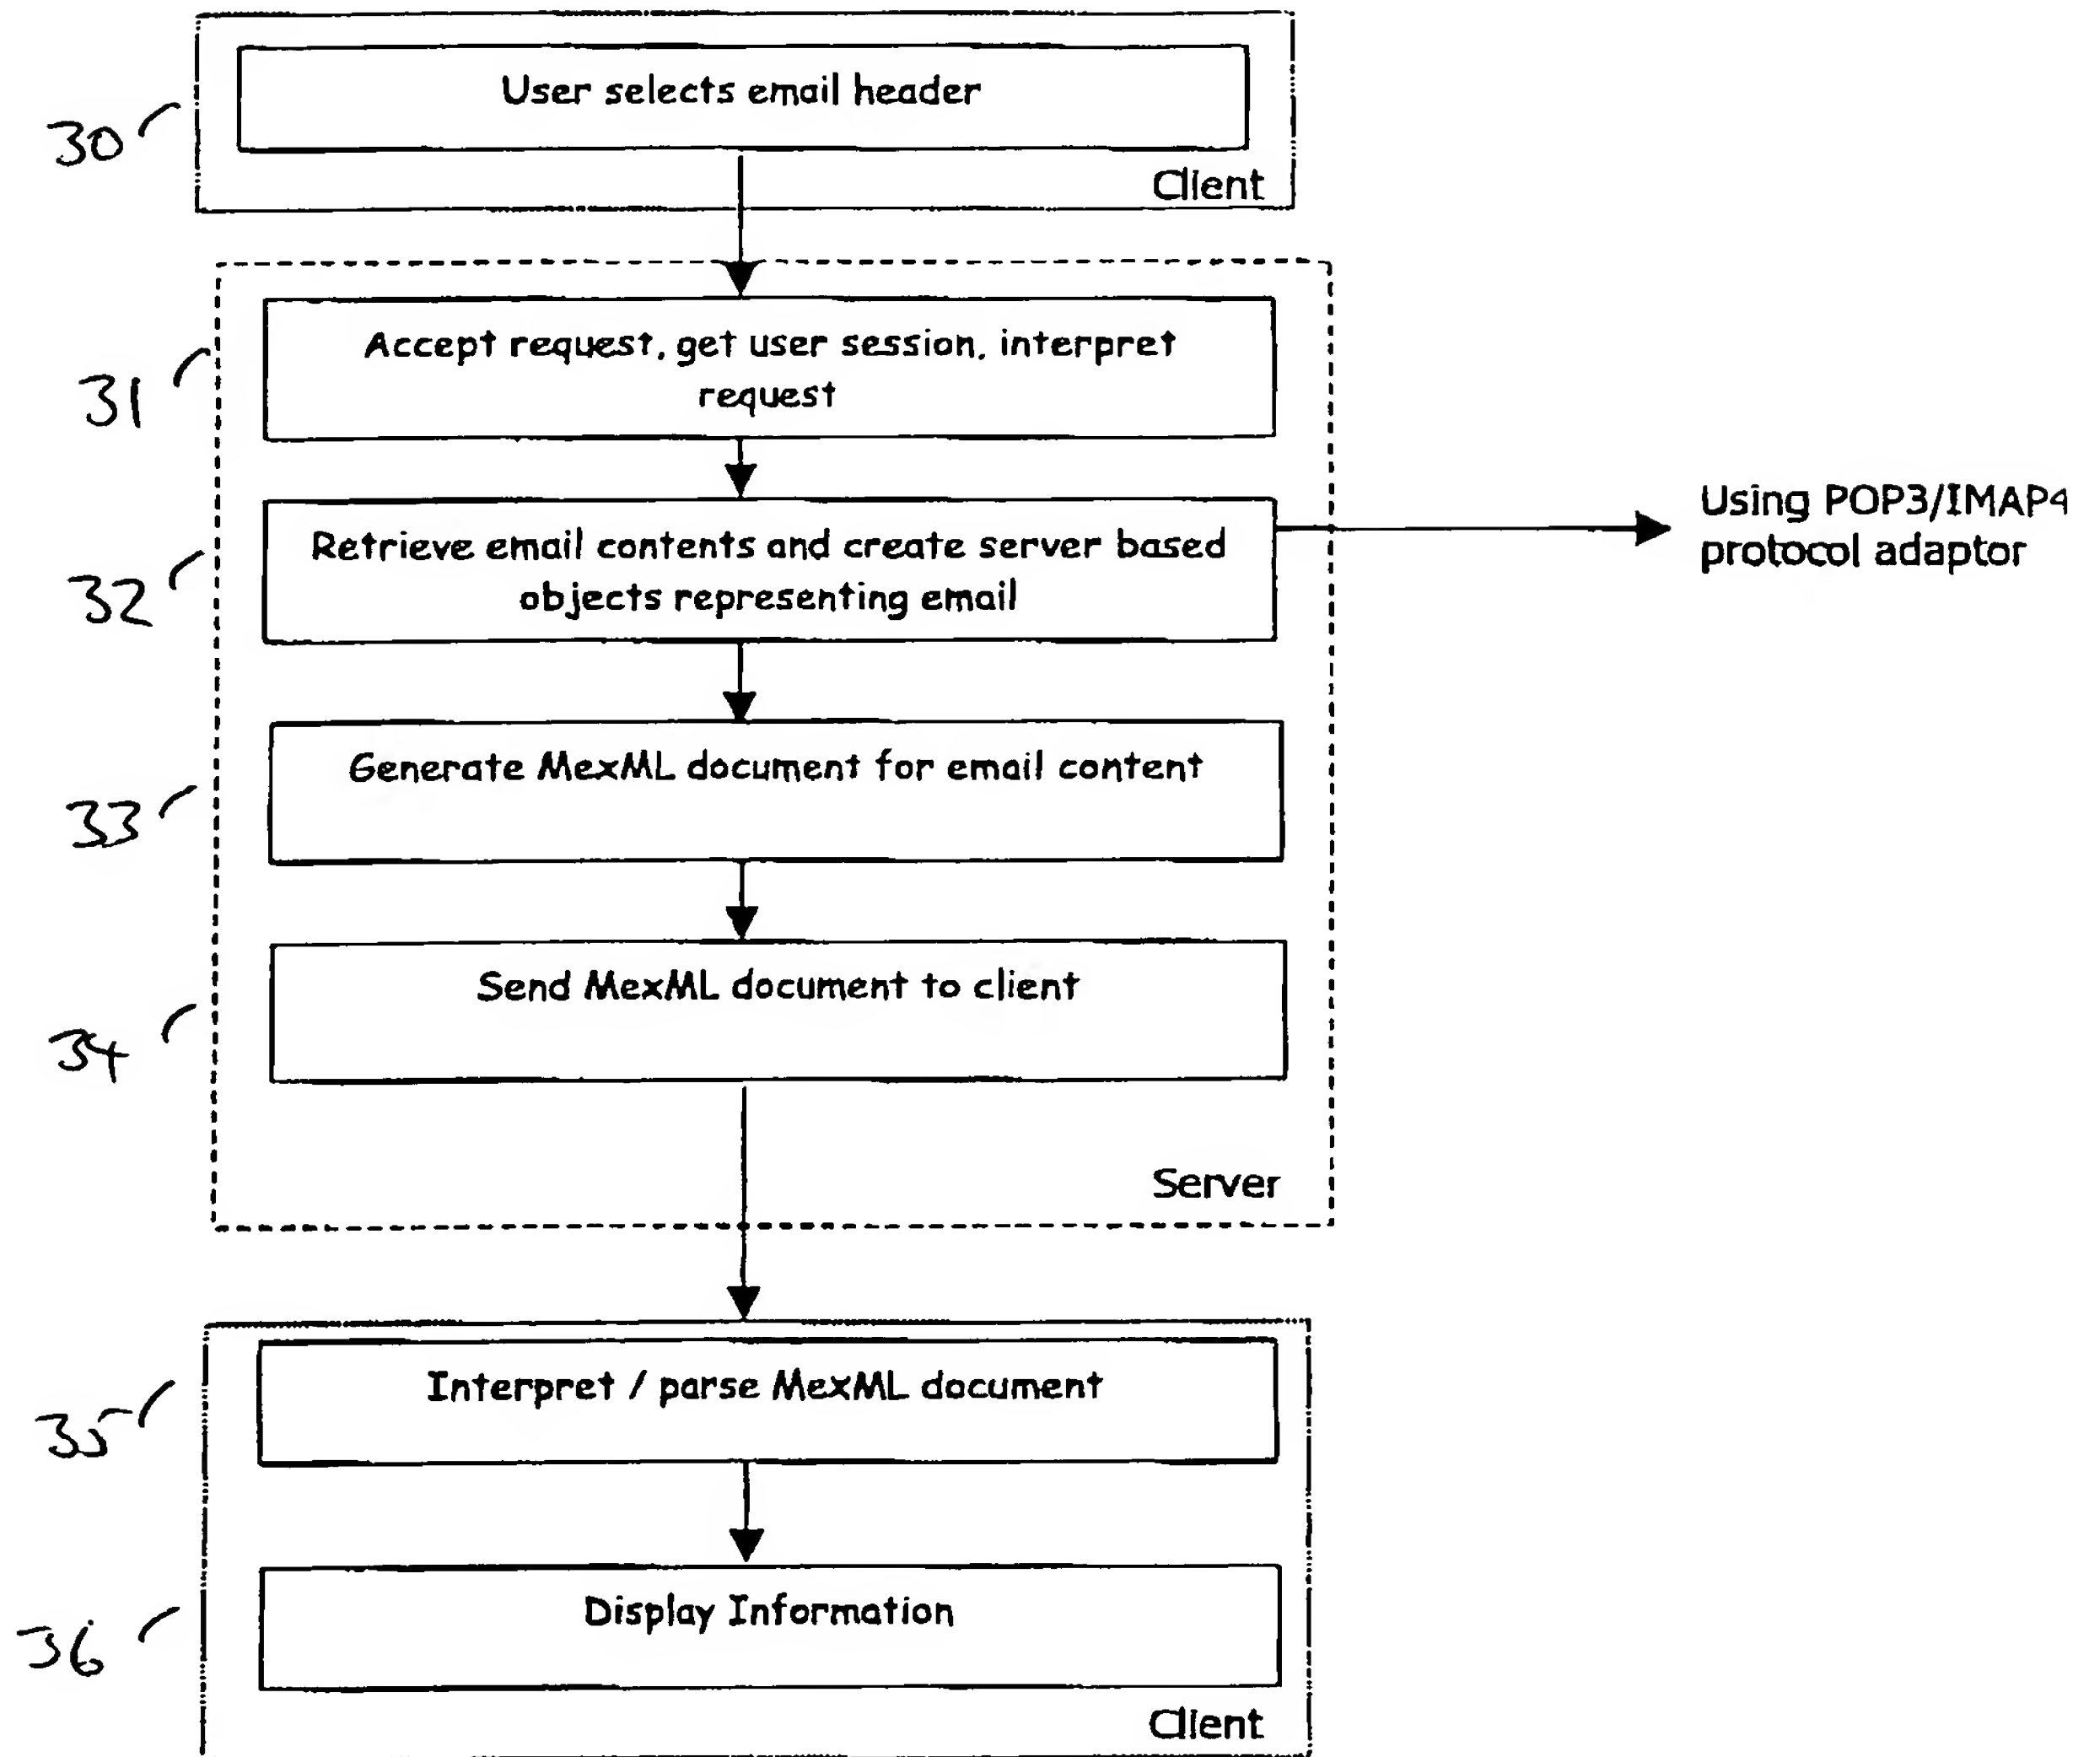 User selects email header
30
Client
Accept request, get user session, interpret
request
31
Using POP3/IMAP4
protocol adaptor
Retrieve email contents and create server based
objects representing email
32
Generate MexML document for email content
33
Send MexML document to client
34
Server
Interpret / parse MexML document
35
Display Information
36
Client